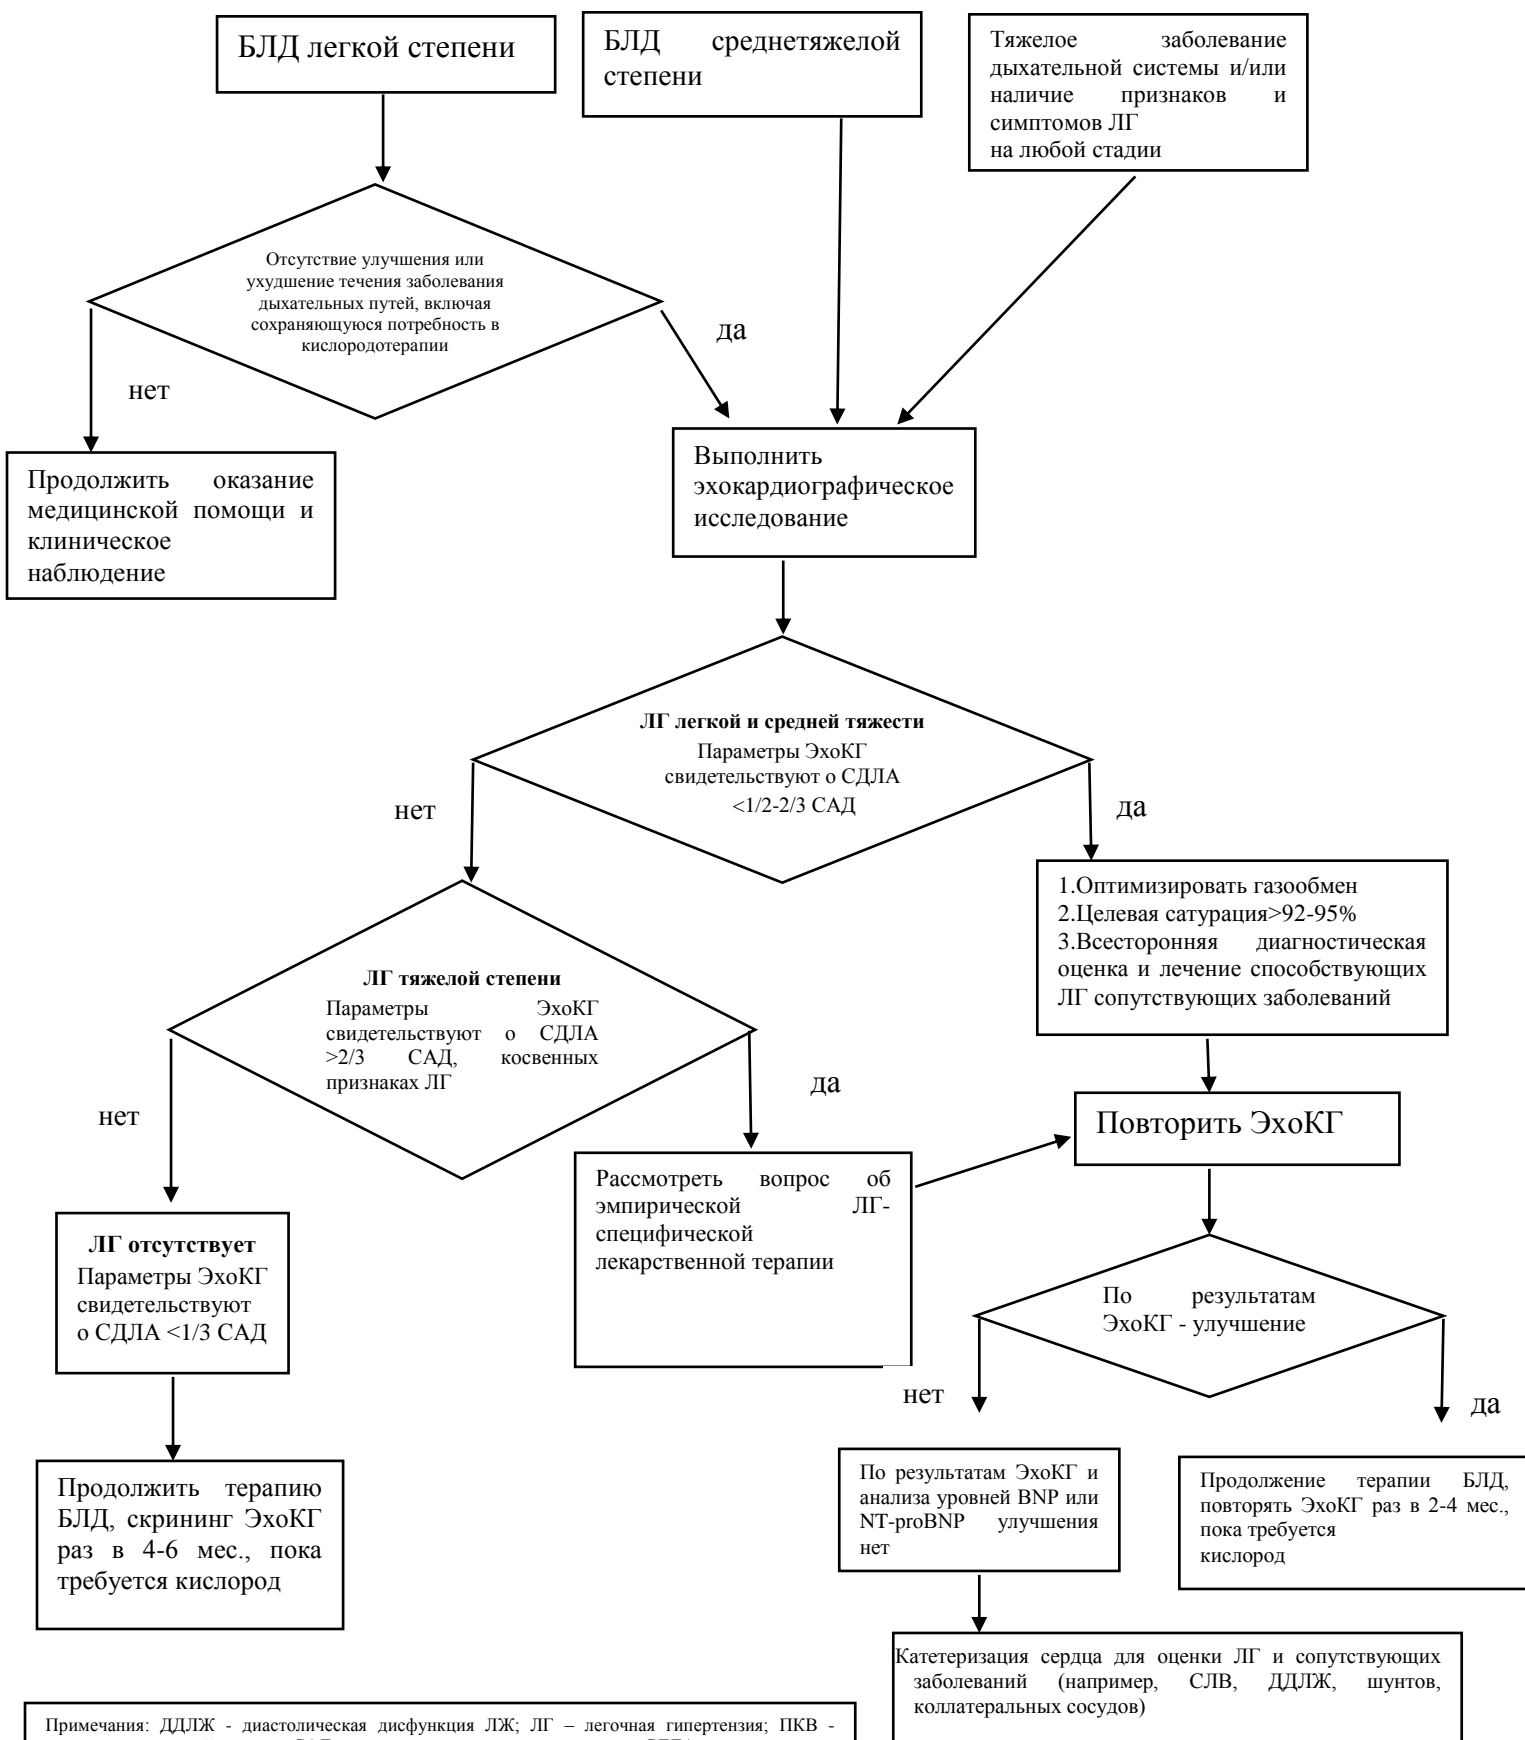 БЛД легкой степени
БЛД среднетяжелой
степени
Тяжелое заболевание
дыхательной системы и/или
наличие признаков и
симптомов ЛГ
на любой стадии
Отсутствие улучшения или
ухудшение течения заболевания
дыхательных путей, включая
сохраняющуюся потребность в
кислородотерапии
да
нет
Продолжить оказание
медицинской помощи и
клиническое
наблюдение
Выполнить
эхокардиографическое
исследование
ЛГ легкой и средней тяжести
Параметры ЭхоКГ
свидетельствуют о СДЛА
<1/2-2/3 САД
нет
да
1.Оптимизировать газообмен
2.Целевая сатурация>92-95%
3.Всесторонняя диагностическая
оценка и лечение способствующих
ЛГ сопутствующих заболеваний
ЛГ тяжелой степени
Параметры ЭхоКГ
свидетельствуют о СДЛА
>2/3 САД, косвенных
признаках ЛГ
нет
да
Повторить ЭхоКГ
Рассмотреть вопрос об
эмпирической ЛГ-
специфической
лекарственной терапии
ЛГ отсутствует
Параметры ЭхоКГ
свидетельствуют
о СДЛА <1/3 САД
По результатам
ЭхоКГ - улучшение
нет
да
Продолжить терапию
БЛД, скрининг ЭхоКГ
раз в 4-6 мес., пока
требуется кислород
По результатам ЭхоКГ и
анализа уровней BNP или
NT-proBNP улучшения
нет
Продолжение терапии БЛД,
повторять ЭхоКГ раз в 2-4 мес.,
пока требуется
кислород
Катетеризация сердца для оценки ЛГ и сопутствующих
заболеваний (например, СЛВ, ДДЛЖ, шунтов,
коллатеральных сосудов)
Примечания: ДДЛЖ - диастолическая дисфункция ЛЖ; ЛГ – легочная гипертензия; ПКВ -